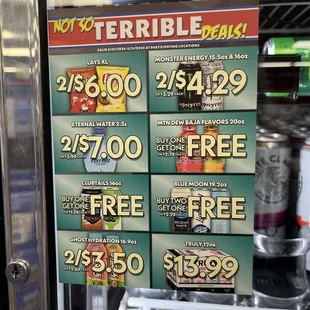 NOT SO TERRIBLE DEALS!
LAYS XL
2/$6.00
MONSTER ENERGY 15.5oz & 16oz
2/$4.29
ETERNAL WATER 2.5L
2/$7.00
MTN DEW BAJA FLAVORS 20oz
BUY ONE
GET ONE
FREE
CLUBTAILS 16oz
BUY ONE
GET ONE
FREE
BLUE MOON 19.2oz
BUY TWO
GET ONE
FREE
GHOST HYDRATION 16.9oz
2/$3.50
TRULY 12PK
$13.99